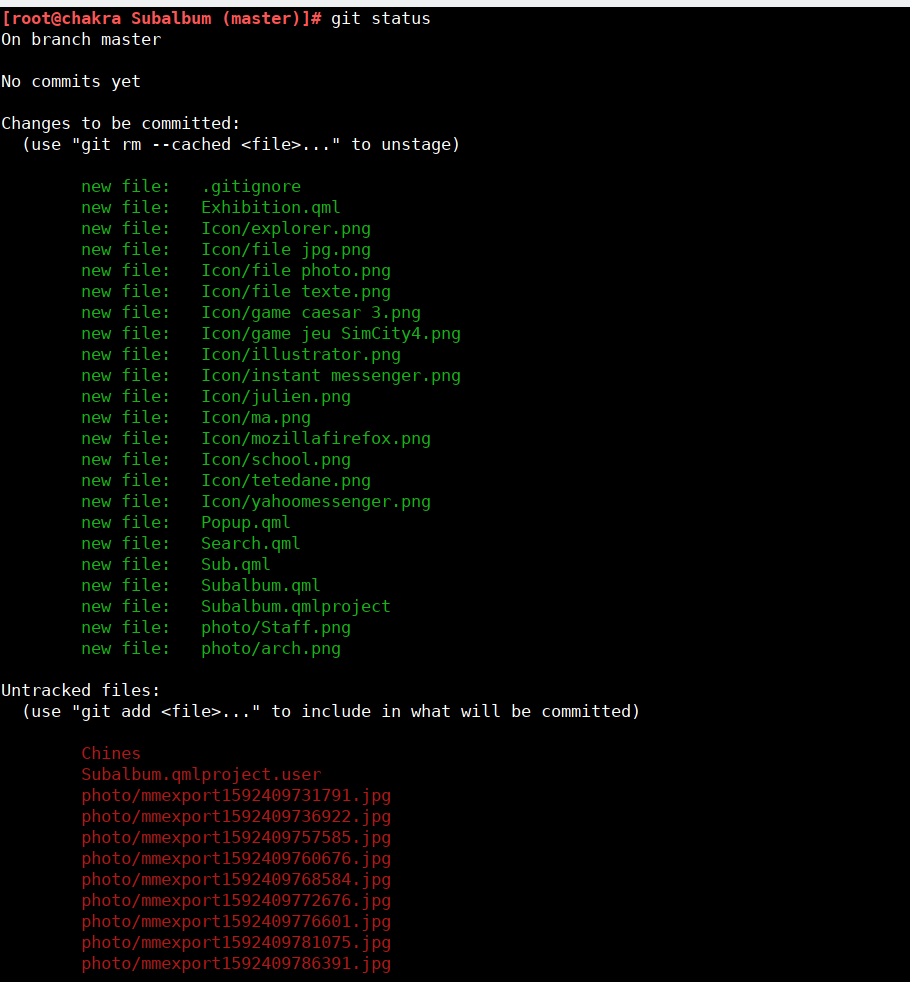 [root@chakra Subalbum (master)]# git status
On branch master
No commits yet
Changes to be committed:
(use "git rm --cached <file>..." to unstage)
new file: .gitignore
new file: Exhibition.qml
new file: Icon/explorer.png
new file: Icon/file jpg.png
new file: Icon/file photo.png
new file: Icon/file texte.png
new file: Icon/game caesar 3.png
new file: Icon/game jeu SimCity4.png
new file: Icon/illustrator.png
new file: Icon/instant messenger.png
new file: Icon/julien.png
new file: Icon/ma.png
new file: Icon/mozillafirefox.png
new file: Icon/school.png
new file: Icon/tetedane.png
new file: Icon/yahoomessenger.png
new file: Popup.qml
new file: Search.qml
new file: Sub.qml
new file: Subalbum.qml
new file: Subalbum.qmlproject
new file: photo/Staff.png
new file: photo/arch.png
Untracked files:
(use "git add <file>..." to include in what will be committed)
Chines
Subalbum.qmlproject.user
photo/mmexport1592409731791.jpg
photo/mmexport1592409736922.jpg
photo/mmexport1592409757585.jpg
photo/mmexport1592409760676.jpg
photo/mmexport1592409768584.jpg
photo/mmexport1592409772676.jpg
photo/mmexport1592409776601.jpg
photo/mmexport1592409781075.jpg
photo/mmexport1592409786391.jpg